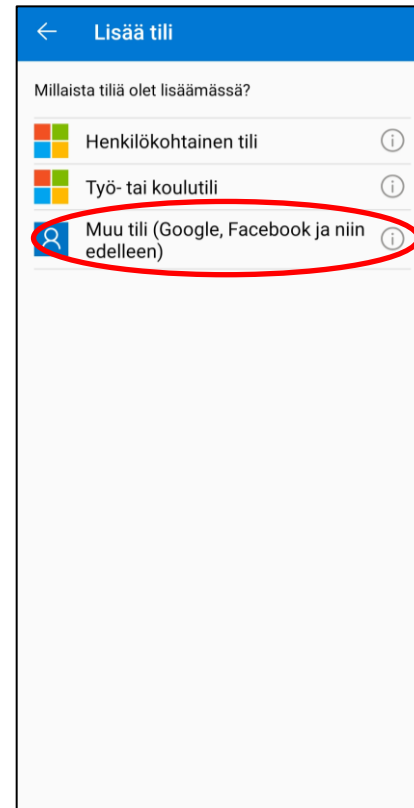 Lisää tili
Millaista tiliä olet lisäämässä?
Henkilökohtainen tili
Työ- tai koulutili
Muu tili (Google, Facebook ja niin
edelleen)